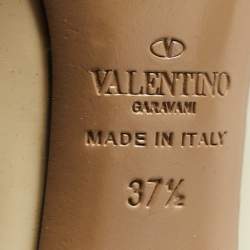 VALENTINO
GARAVANI
MADE IN ITALY
37½